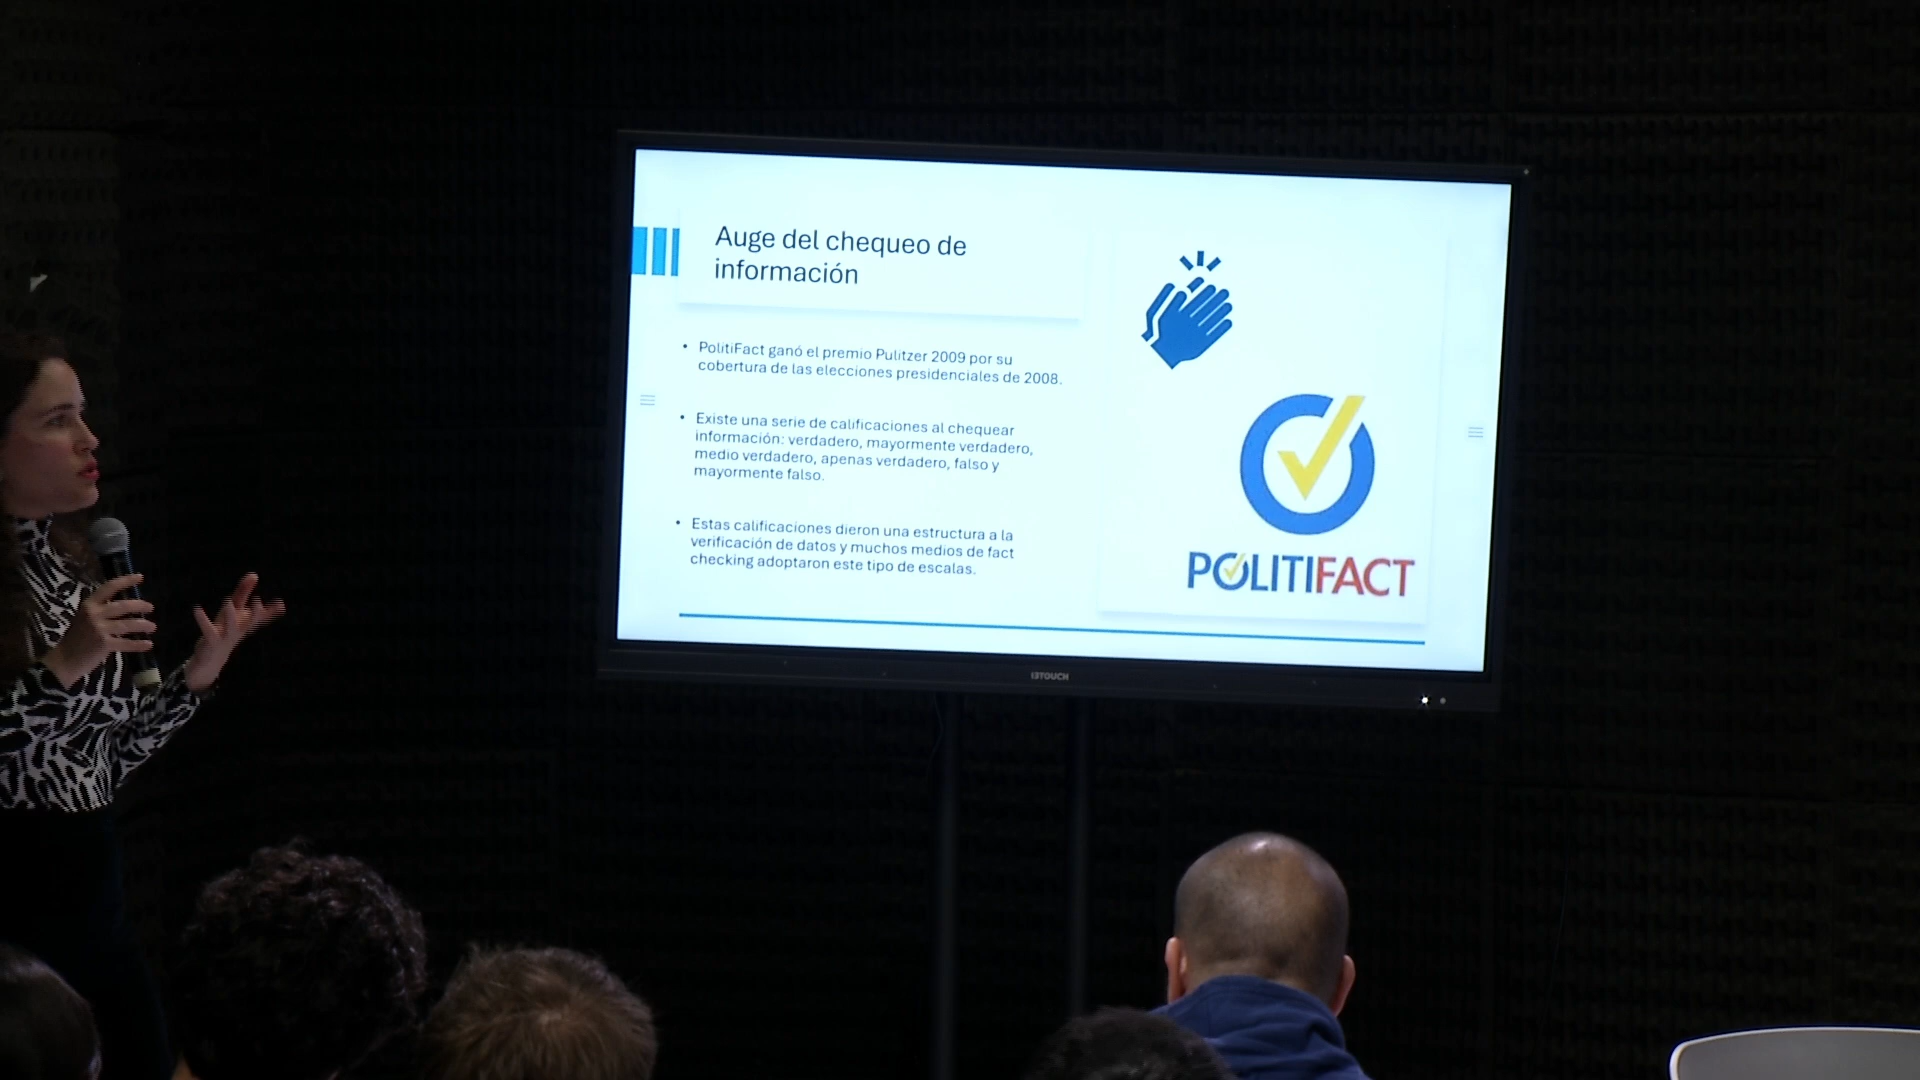 Auge del chequeo de
información
• PolitiFact ganó el premio Pulitzer 2009 por su
cobertura de las elecciones presidenciales de 2008.
• Existe una serie de calificaciones al chequear
información: verdadero, mayormente verdadero,
medio verdadero, apenas verdadero, falso y
mayormente falso.
• Estas calificaciones dieron una estructura a la
verificación de datos y muchos medios de fact
checking adoptaron este tipo de escalas.
POLITIFACT
i3TOUCH